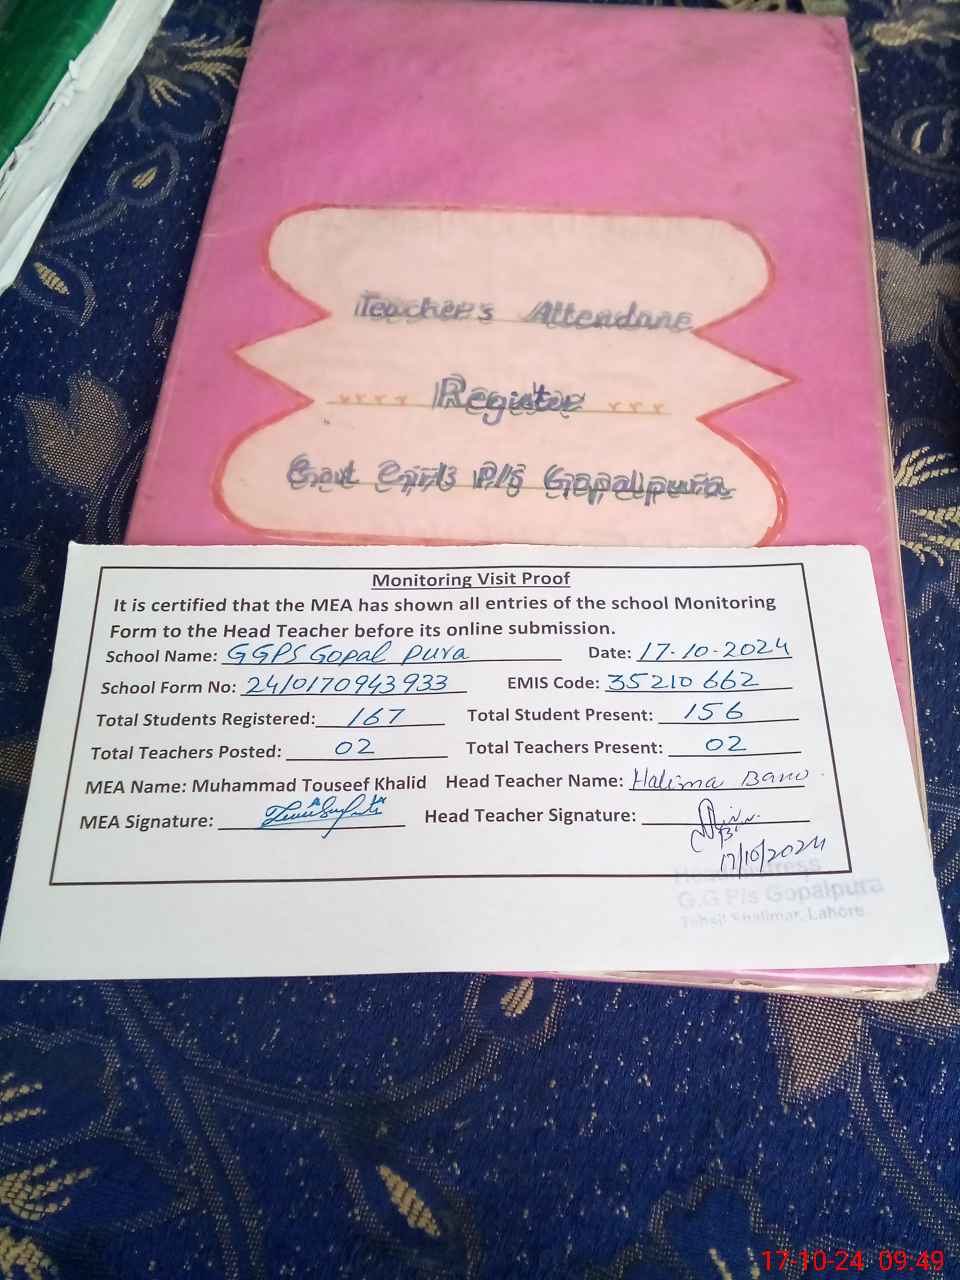 Teacher's Attendane
Register
Govt Girls P/S Gopalpura
Monitoring Visit Proof
It is certified that the MEA has shown all entries of the school Monitoring
Form to the Head Teacher before its online submission.
School Name: GGPS Gopal pura Date: 17-10-2024
School Form No: 240170943933 EMIS Code: 35210662
Total Students Registered: 167 Total Student Present: 156
Total Teachers Posted: 02 Total Teachers Present: 02
MEA Name: Muhammad Touseef Khalid Head Teacher Name: Halima Bano
MEA Signature: Head Teacher Signature:
17/10/2024
Headmistress
G.G P/s Gopalpura
Tehsil Shalimar, Lahore
17-10-24 09:49